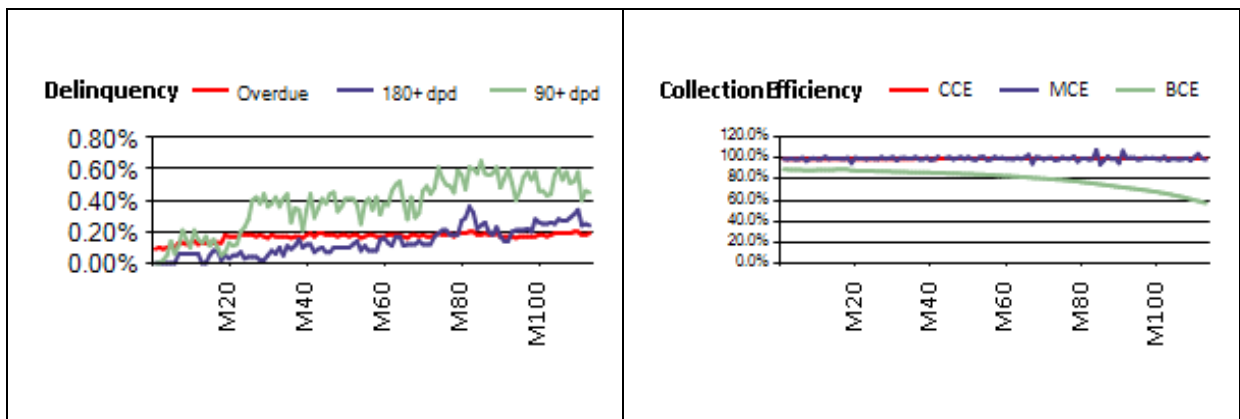 Delinquency Overdue 180+ dpd 90+ dpd
0.80%
0.60%
0.40%
0.20%
0.00%
M20
M40
M60
M80
M100
Collection Efficiency CCE MCE BCE
120.0%
100.0%
80.0%
60.0%
40.0%
20.0%
0.0%
M20
M40
M60
M80
M100